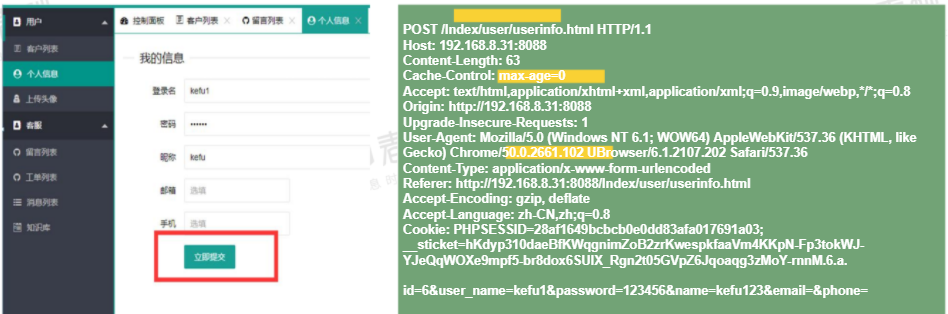 用户
控制面板
客户列表
留言列表
个人信息
客户列表
个人信息
上传头像
客服
留言列表
工单列表
消息列表
知识库
我的信息
登录名 kefu1
密码 ••••••
昵称 kefu
邮箱 选填
手机 选填
立即提交
POST /Index/user/userinfo.html HTTP/1.1
Host: 192.168.8.31:8088
Content-Length: 63
Cache-Control: max-age=0
Accept: text/html,application/xhtml+xml,application/xml;q=0.9,image/webp,*/*;q=0.8
Origin: http://192.168.8.31:8088
Upgrade-Insecure-Requests: 1
User-Agent: Mozilla/5.0 (Windows NT 6.1; WOW64) AppleWebKit/537.36 (KHTML, like
Gecko) Chrome/50.0.2661.102 UBrowser/6.1.2107.202 Safari/537.36
Content-Type: application/x-www-form-urlencoded
Referer: http://192.168.8.31:8088/Index/user/userinfo.html
Accept-Encoding: gzip, deflate
Accept-Language: zh-CN,zh;q=0.8
Cookie: PHPSESSID=28af1649bcbcb0e0dd83afa017691a03;
__sticket=hKdyp310daeBfKWqgnimZoB2zrKwespkfaaVm4KKpN-Fp3tokWJ-
YJeQqWOXe9mpf5-br8dox6SUIX_Rgn2t05GVpZ6Jqoaqg3zMoY-rnnM.6.a.
id=6&user_name=kefu1&password=123456&name=kefu123&email=&phone=